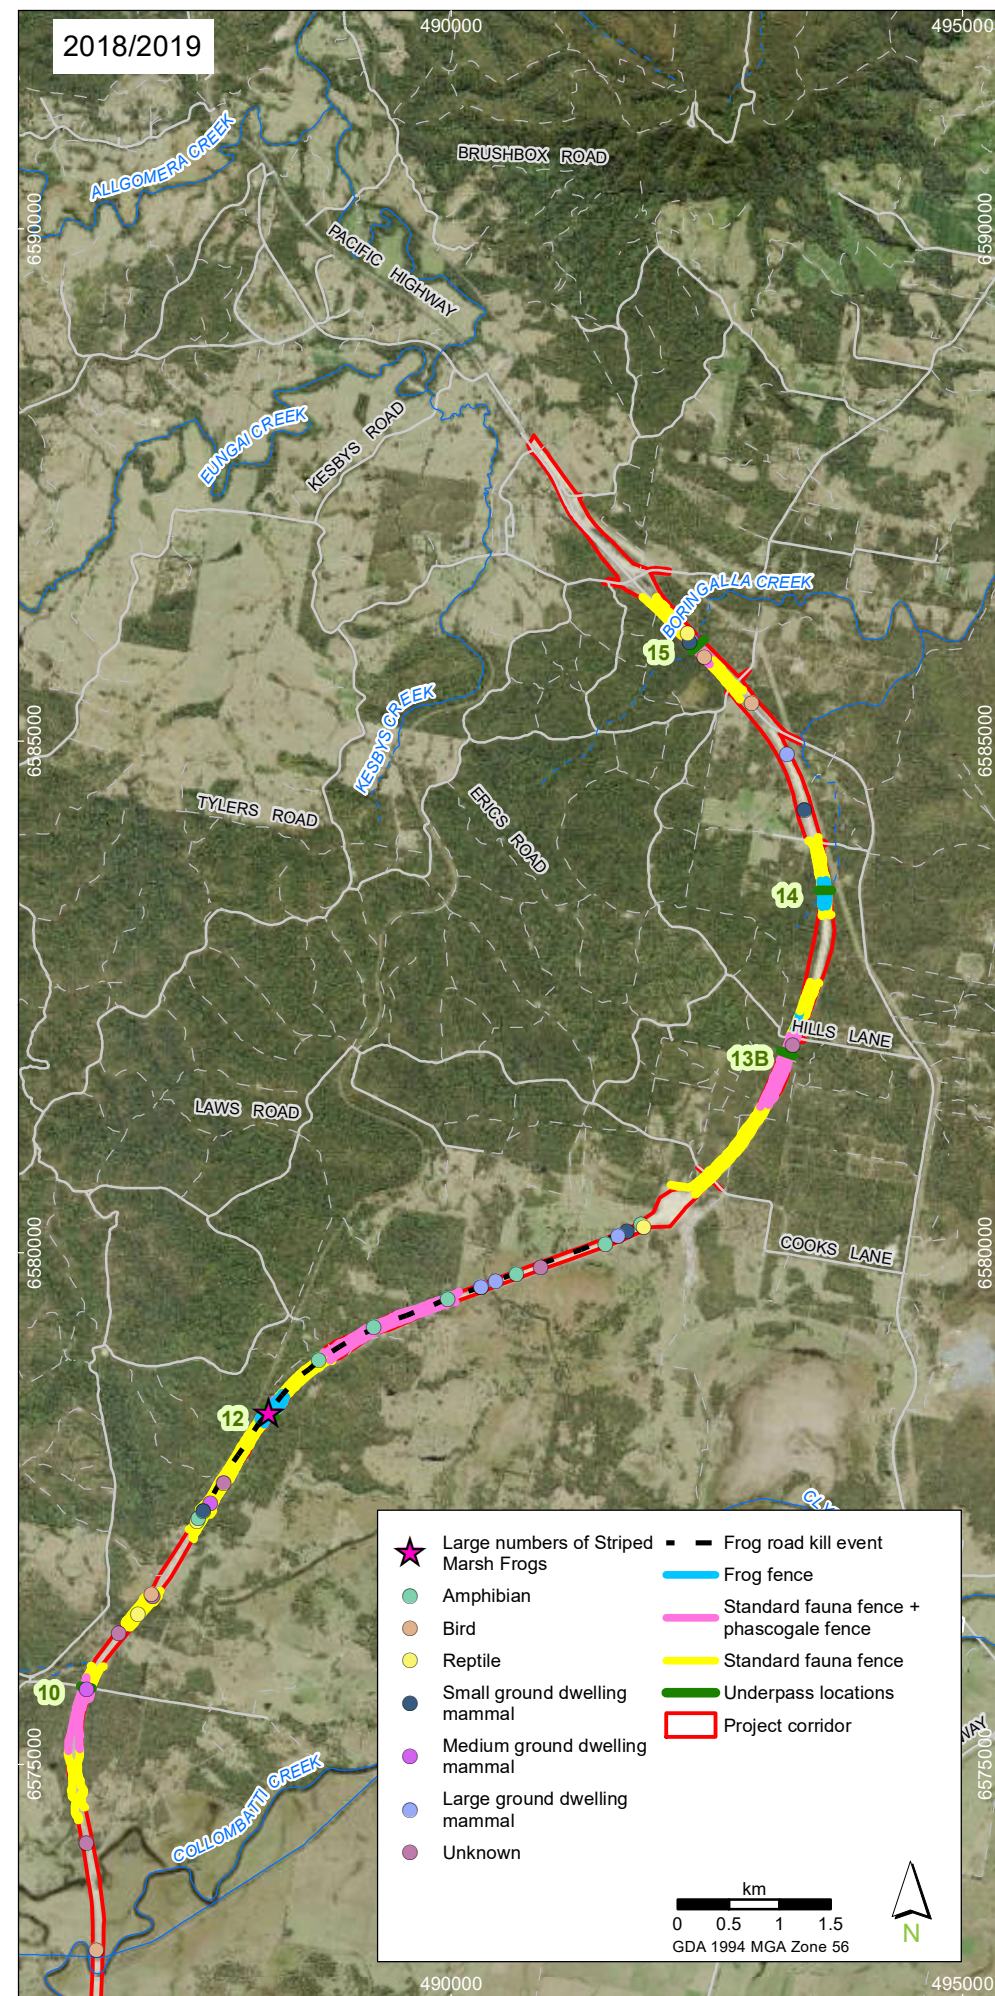 2018/2019
490000
495000
ALLGOMERA CREEK
BRUSHBOX ROAD
6590000
6590000
PACIFIC HIGHWAY
EUNGAI CREEK
KESBYS ROAD
BORINGALLA CREEK
15
KESBYS CREEK
6585000
6585000
TYLERS ROAD
ERICS ROAD
14
HILLS LANE
13B
LAWS ROAD
6580000
6580000
COOKS LANE
12
10
6575000
6575000
COLLOMBATTI CREEK
Large numbers of Striped
Marsh Frogs
Amphibian
Bird
Reptile
Small ground dwelling
mammal
Medium ground dwelling
mammal
Large ground dwelling
mammal
Unknown
Frog road kill event
Frog fence
Standard fauna fence +
phascogale fence
Standard fauna fence
Underpass locations
Project corridor
km
0 0.5 1 1.5
GDA 1994 MGA Zone 56
N
490000
495000